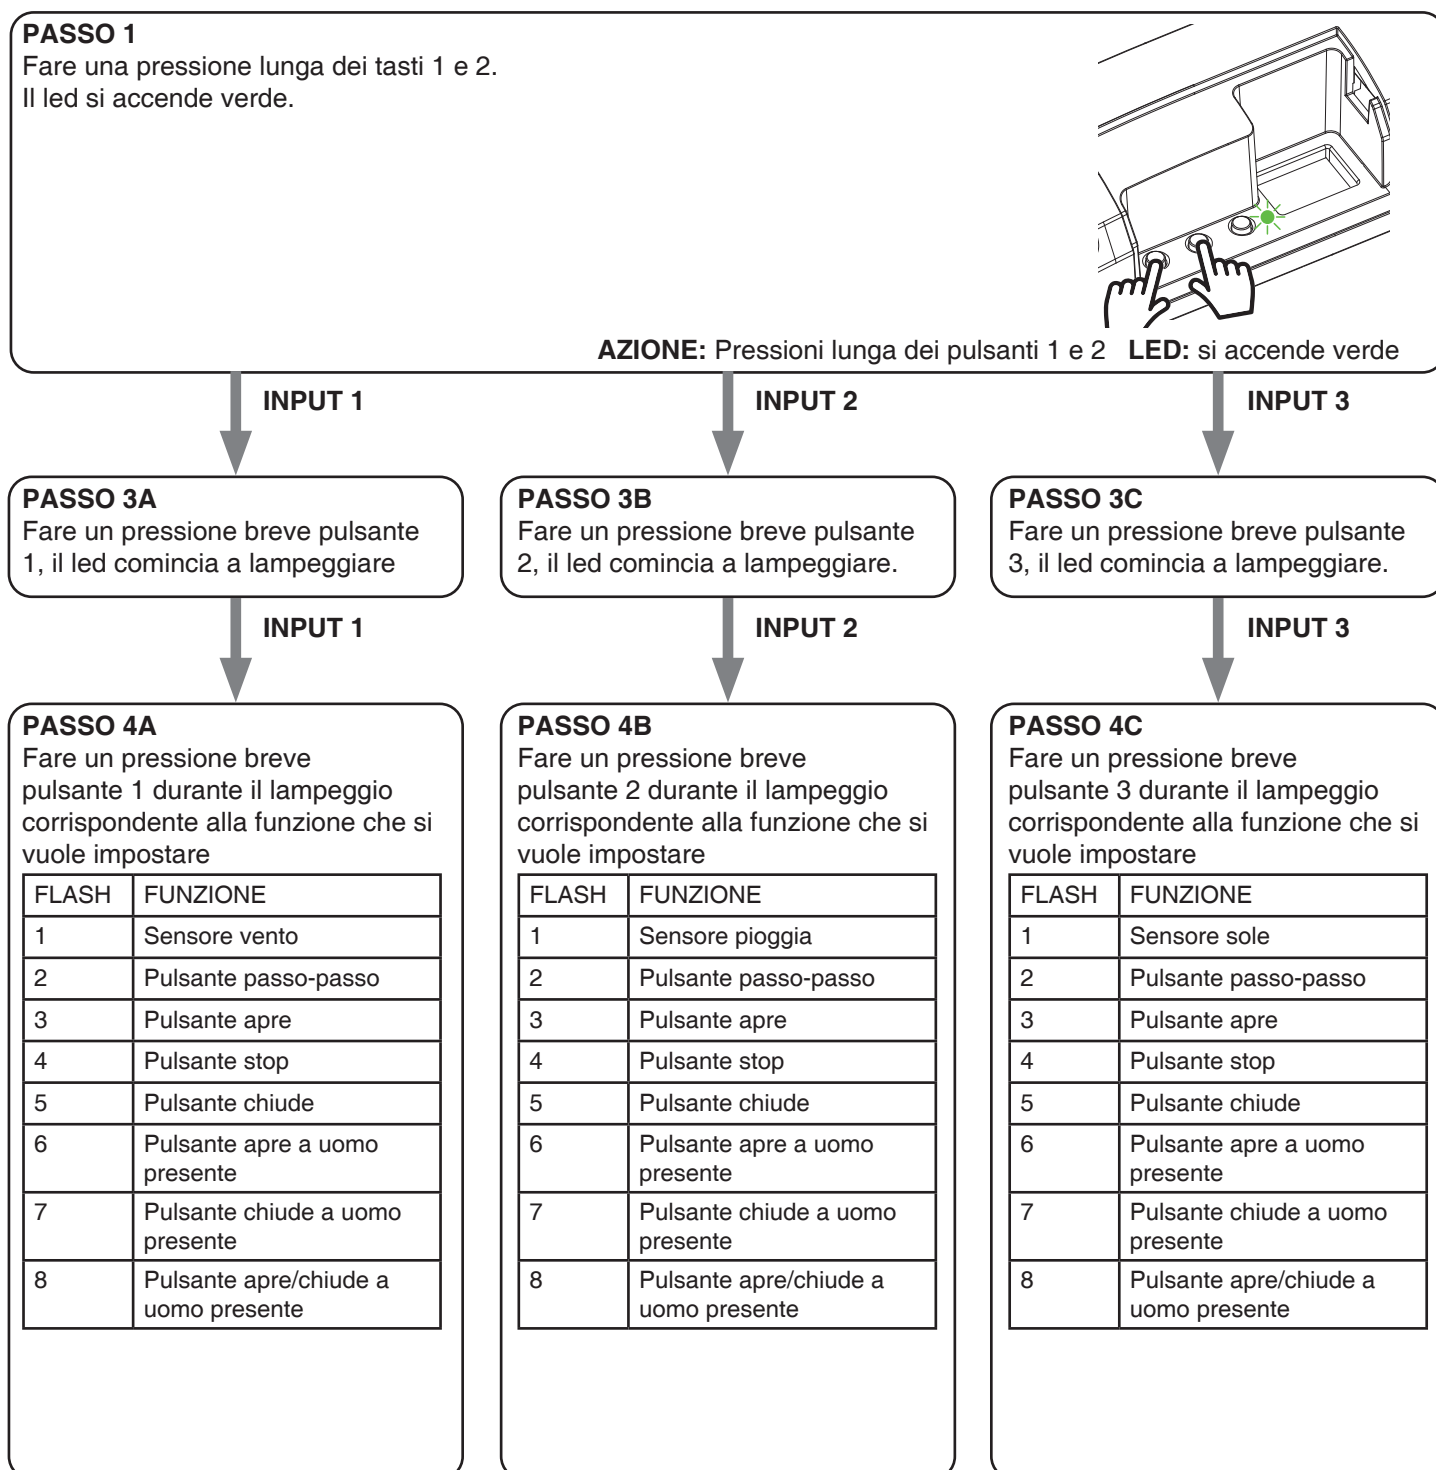 PASSO 1
Fare una pressione lunga dei tasti 1 e 2.
Il led si accende verde.
AZIONE: Pressioni lunga dei pulsanti 1 e 2 LED: si accende verde
INPUT 1
INPUT 2
INPUT 3
PASSO 3A
Fare un pressione breve pulsante
1, il led comincia a lampeggiare
PASSO 3B
Fare un pressione breve pulsante
2, il led comincia a lampeggiare.
PASSO 3C
Fare un pressione breve pulsante
3, il led comincia a lampeggiare.
INPUT 1
INPUT 2
INPUT 3
PASSO 4A
Fare un pressione breve
pulsante 1 durante il lampeggio
corrispondente alla funzione che si
vuole impostare
FLASH FUNZIONE
1 Sensore vento
2 Pulsante passo-passo
3 Pulsante apre
4 Pulsante stop
5 Pulsante chiude
6 Pulsante apre a uomo
presente
7 Pulsante chiude a uomo
presente
8 Pulsante apre/chiude a
uomo presente
PASSO 4B
Fare un pressione breve
pulsante 2 durante il lampeggio
corrispondente alla funzione che si
vuole impostare
FLASH FUNZIONE
1 Sensore pioggia
2 Pulsante passo-passo
3 Pulsante apre
4 Pulsante stop
5 Pulsante chiude
6 Pulsante apre a uomo
presente
7 Pulsante chiude a uomo
presente
8 Pulsante apre/chiude a
uomo presente
PASSO 4C
Fare un pressione breve
pulsante 3 durante il lampeggio
corrispondente alla funzione che si
vuole impostare
FLASH FUNZIONE
1 Sensore sole
2 Pulsante passo-passo
3 Pulsante apre
4 Pulsante stop
5 Pulsante chiude
6 Pulsante apre a uomo
presente
7 Pulsante chiude a uomo
presente
8 Pulsante apre/chiude a
uomo presente